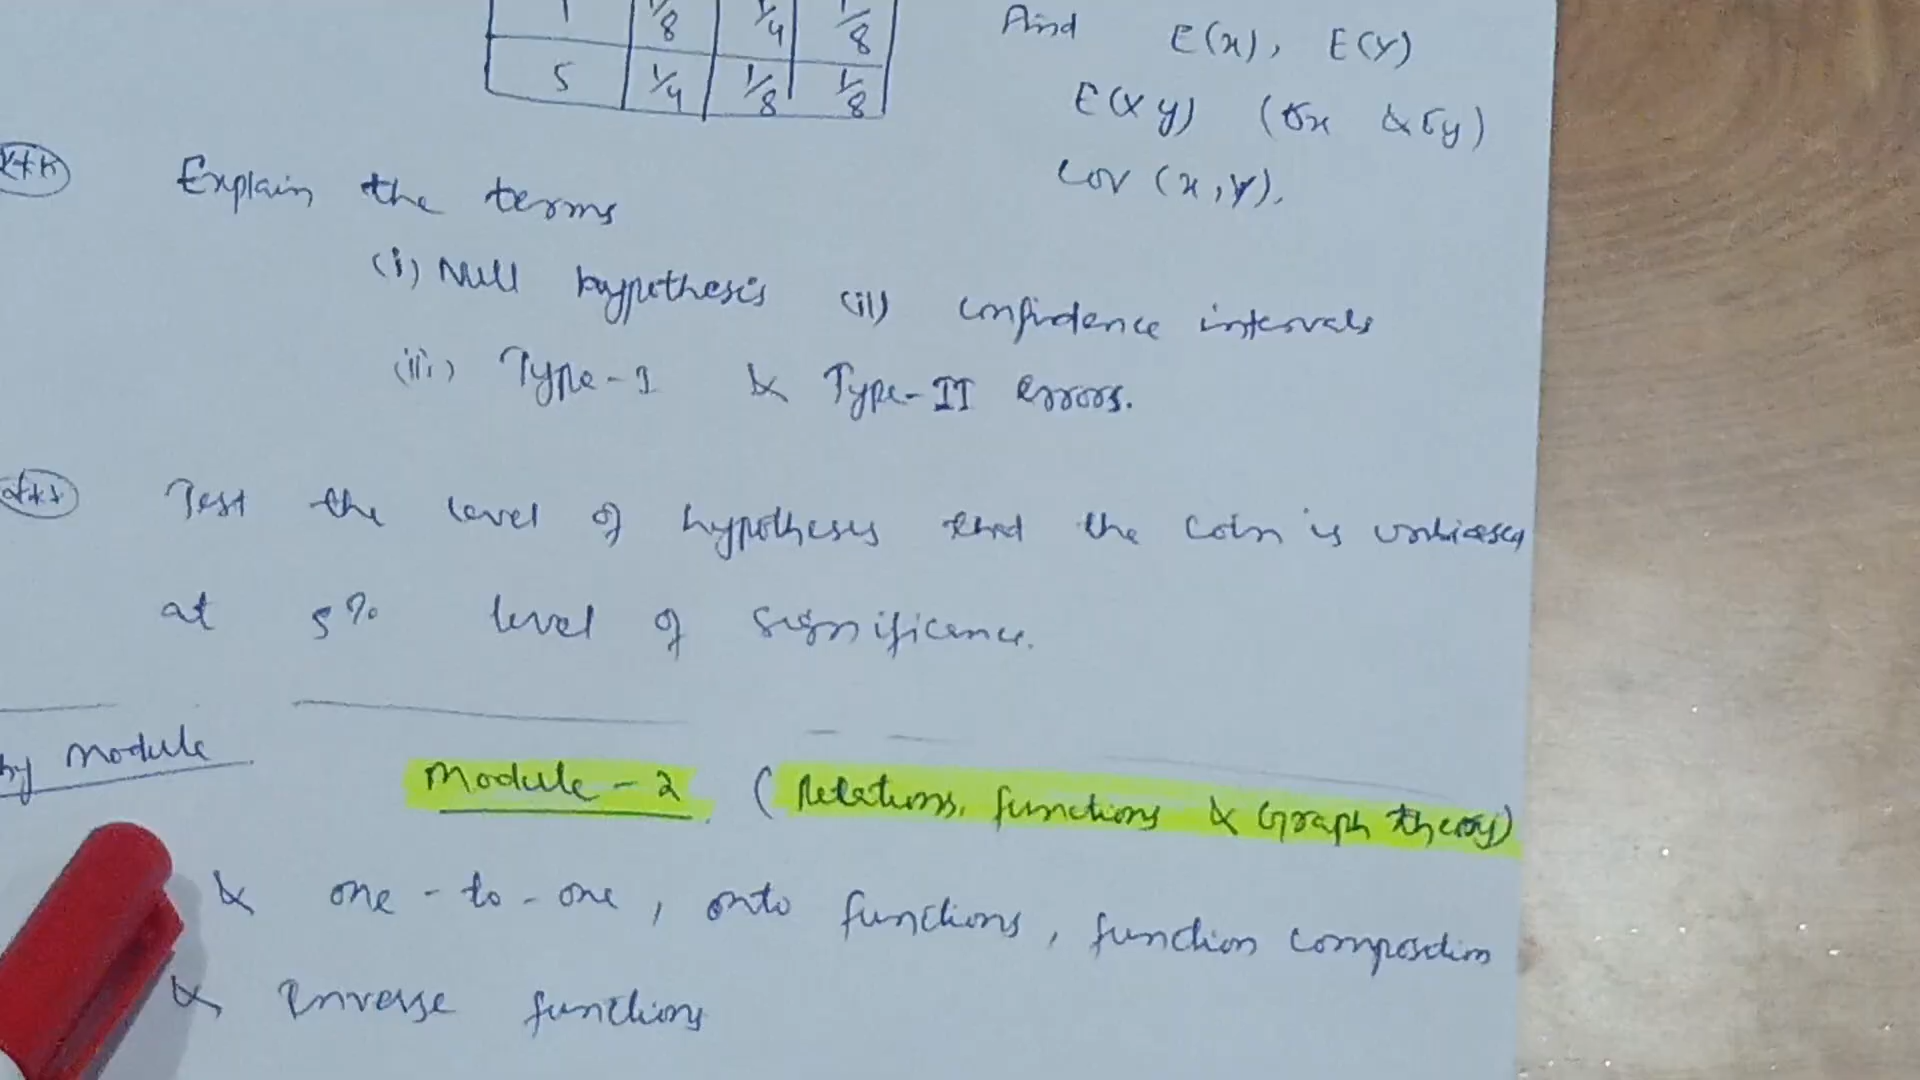 1 1/8 1/4 1/8
5 1/4 1/8 1/8
Find E(x), E(Y)
E(xy) (σx & σy)
COV (x,Y).
Explain the terms
(i) Null hypothesis (ii) confidence intervals
(iii) Type-I & Type-II errors.
Test the level of hypothesis that the coin is unbiased
at 5% level of significance.
by module
Module - 2 (Relations, functions & Graph theory)
& one - to - one, onto functions, function composition
& Inverse functions